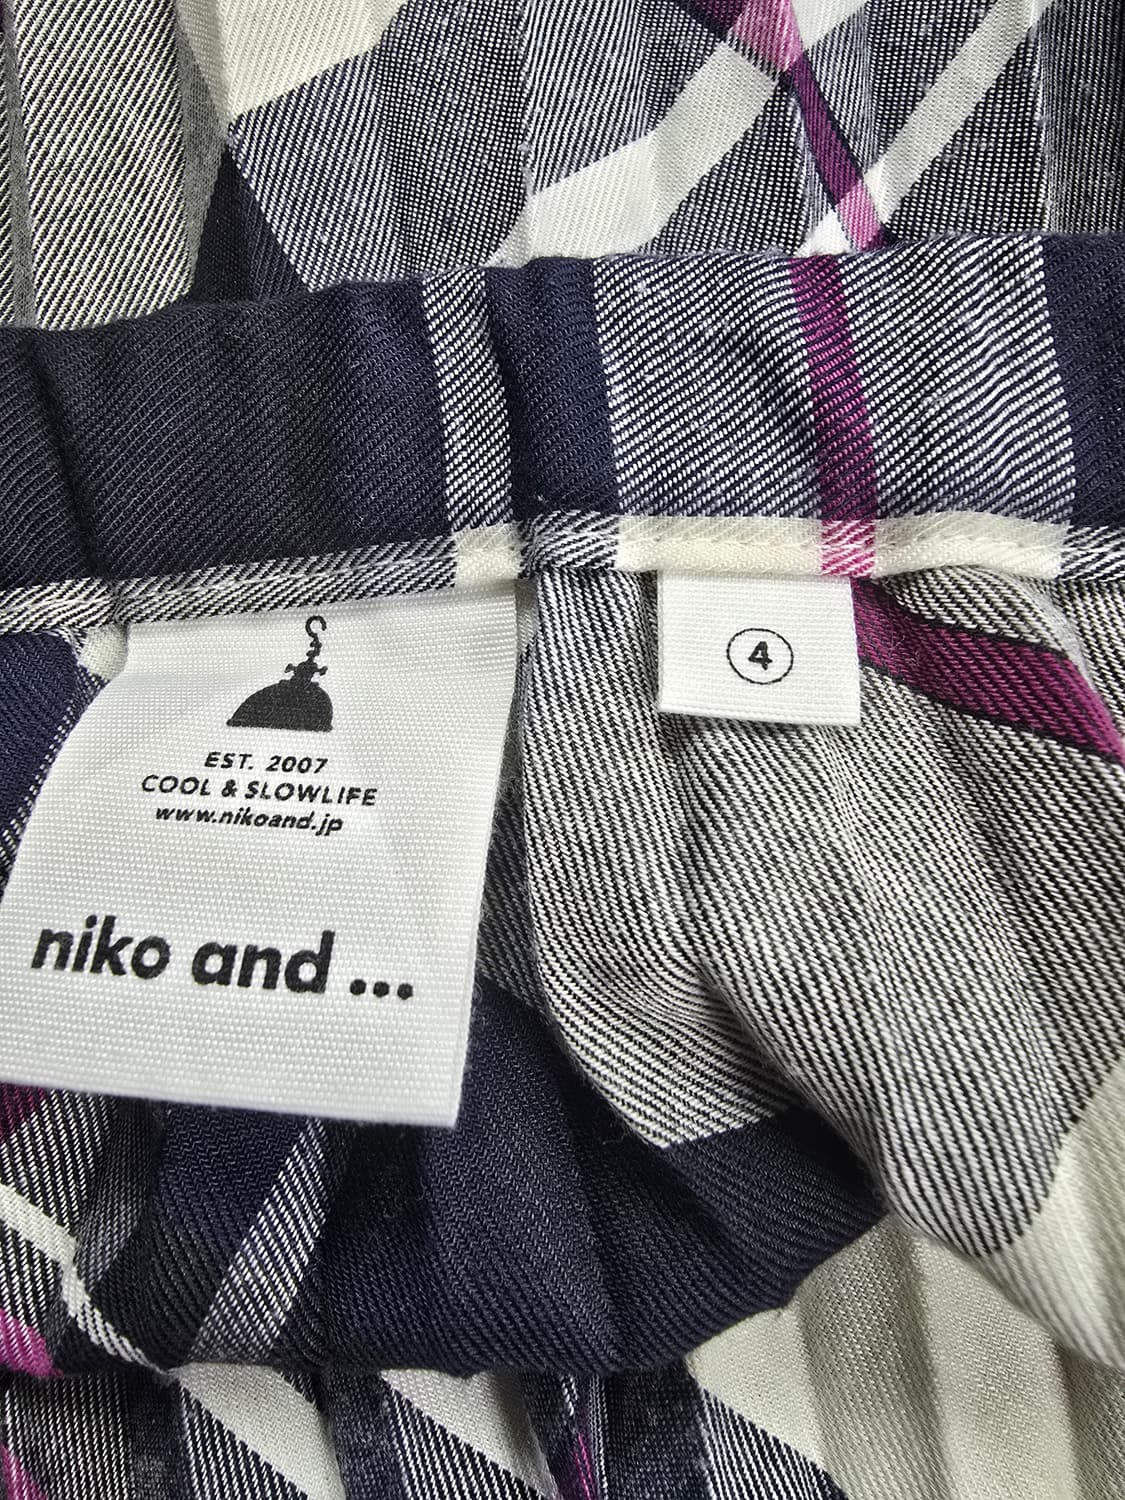 EST. 2007
COOL & SLOWLIFE
www.nikoand.jp
niko and ...
4